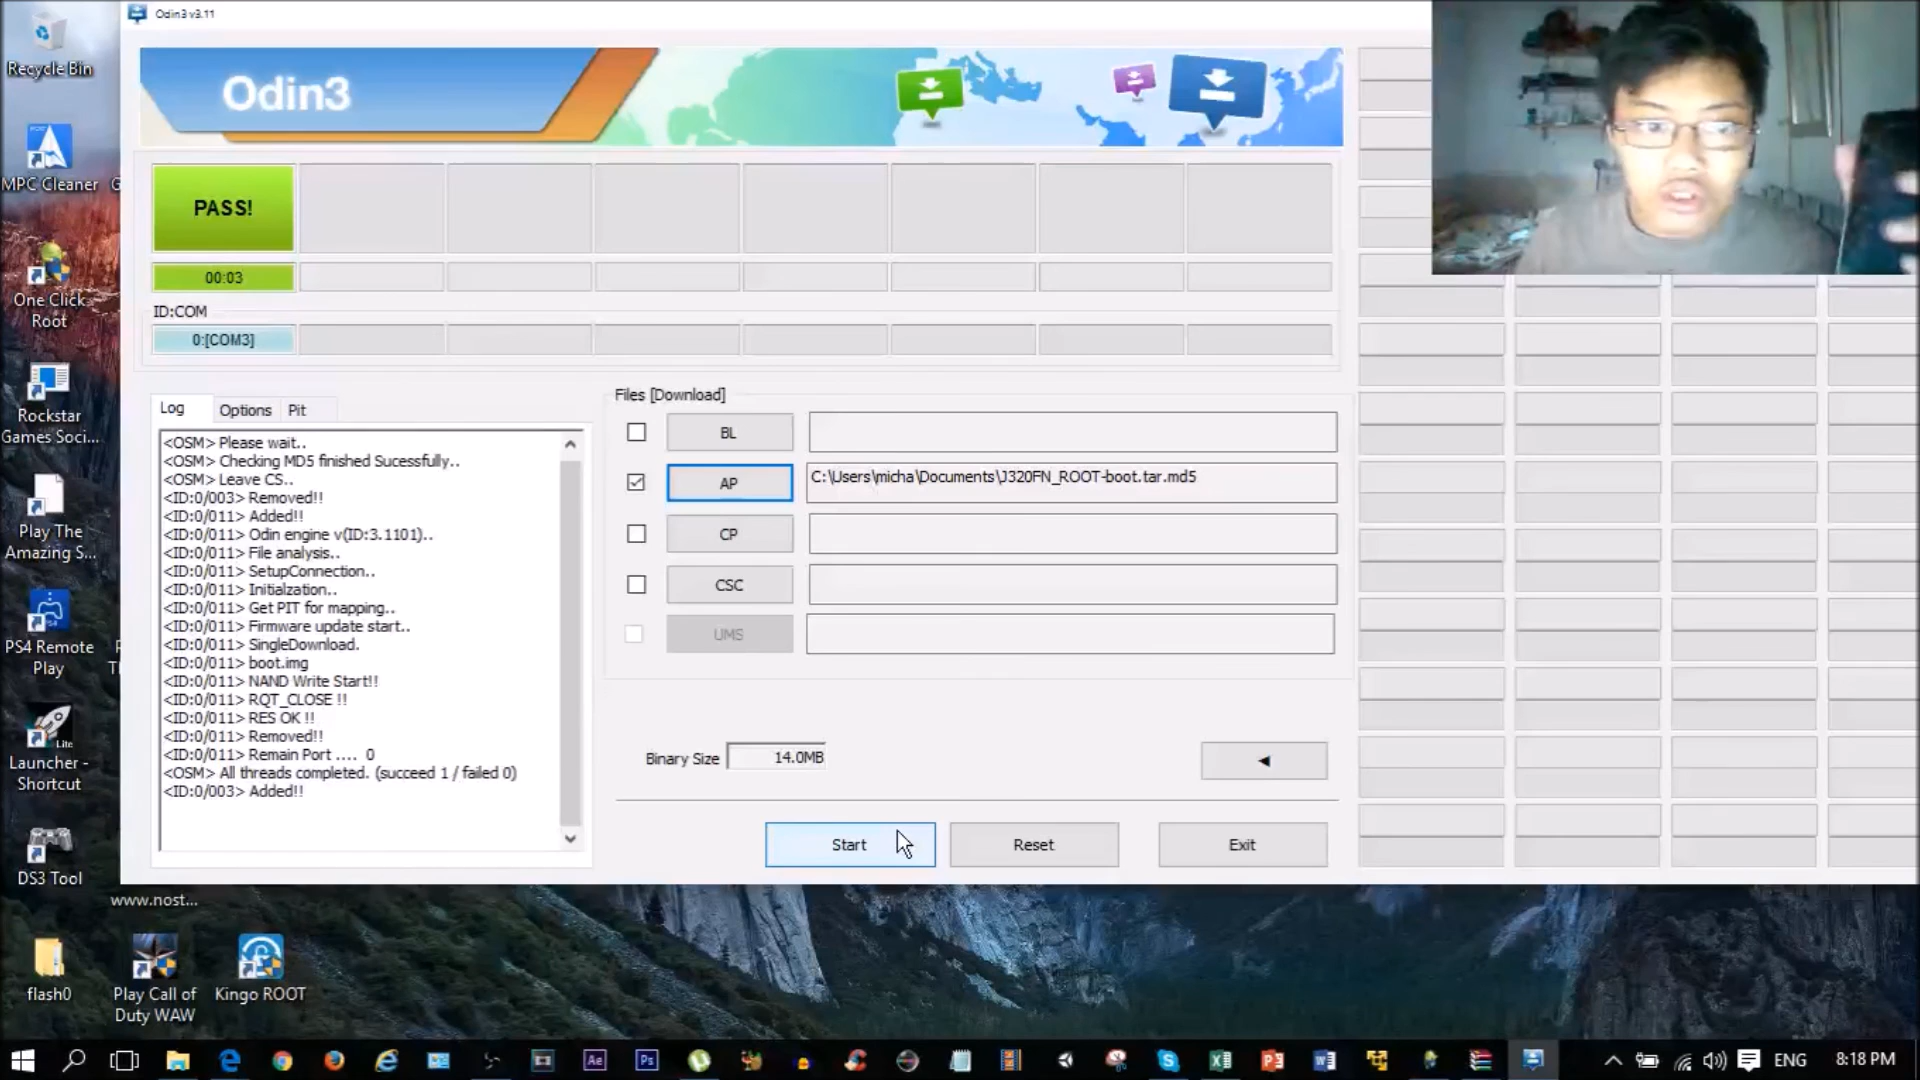 Odin3 v3.11
Recycle Bin
Odin3
MPC Cleaner
PASS!
00:03
One Click
Root
ID:COM
0:[COM3]
Files [Download]
Log
Options
Pit
Rockstar
Games Soci...
BL
<OSM> Please wait..
<OSM> Checking MD5 finished Sucessfully..
<OSM> Leave CS..
<ID:0/003> Removed!!
<ID:0/011> Added!!
<ID:0/011> Odin engine v(ID:3.1101)..
<ID:0/011> File analysis..
<ID:0/011> SetupConnection..
<ID:0/011> Initialzation..
<ID:0/011> Get PIT for mapping..
<ID:0/011> Firmware update start..
<ID:0/011> SingleDownload.
<ID:0/011> boot.img
<ID:0/011> NAND Write Start!!
<ID:0/011> RQT_CLOSE !!
<ID:0/011> RES OK !!
<ID:0/011> Removed!!
<ID:0/011> Remain Port .... 0
<OSM> All threads completed. (succeed 1 / failed 0)
<ID:0/003> Added!!
AP
C:\Users\micha\Documents\J320FN_ROOT-boot.tar.md5
CP
CSC
UMS
Play The
Amazing S...
PS4 Remote
Play
Launcher -
Shortcut
Lite
Binary Size
14.0MB
Start
Reset
Exit
DS3 Tool
www.nost...
flash0
Play Call of
Duty WAW
Kingo ROOT
ENG
8:18 PM